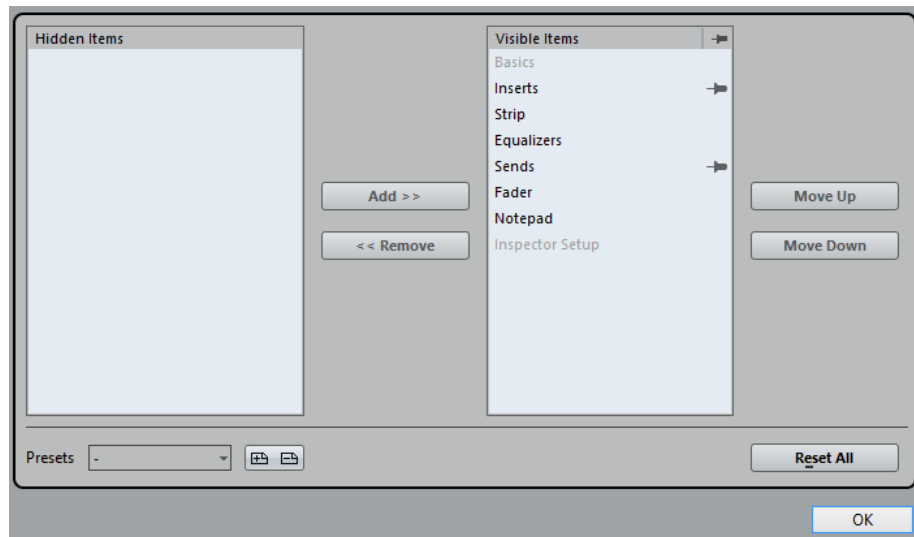 Hidden Items
Visible Items
Basics
Inserts
Strip
Equalizers
Sends
Fader
Notepad
Inspector Setup
Add >>
<< Remove
Move Up
Move Down
Presets -
Reset All
OK